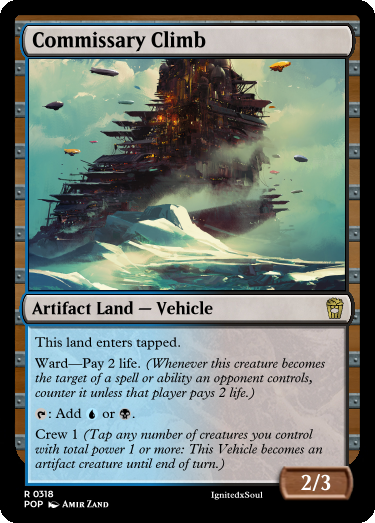 Commissary Climb
Artifact Land — Vehicle
This land enters tapped.
Ward—Pay 2 life. (Whenever this creature becomes
the target of a spell or ability an opponent controls,
counter it unless that player pays 2 life.)
: Add or .
Crew 1 (Tap any number of creatures you control
with total power 1 or more: This Vehicle becomes an
artifact creature until end of turn.)
2/3
R 0318
POP Amir Zand
IgnitedxSoul